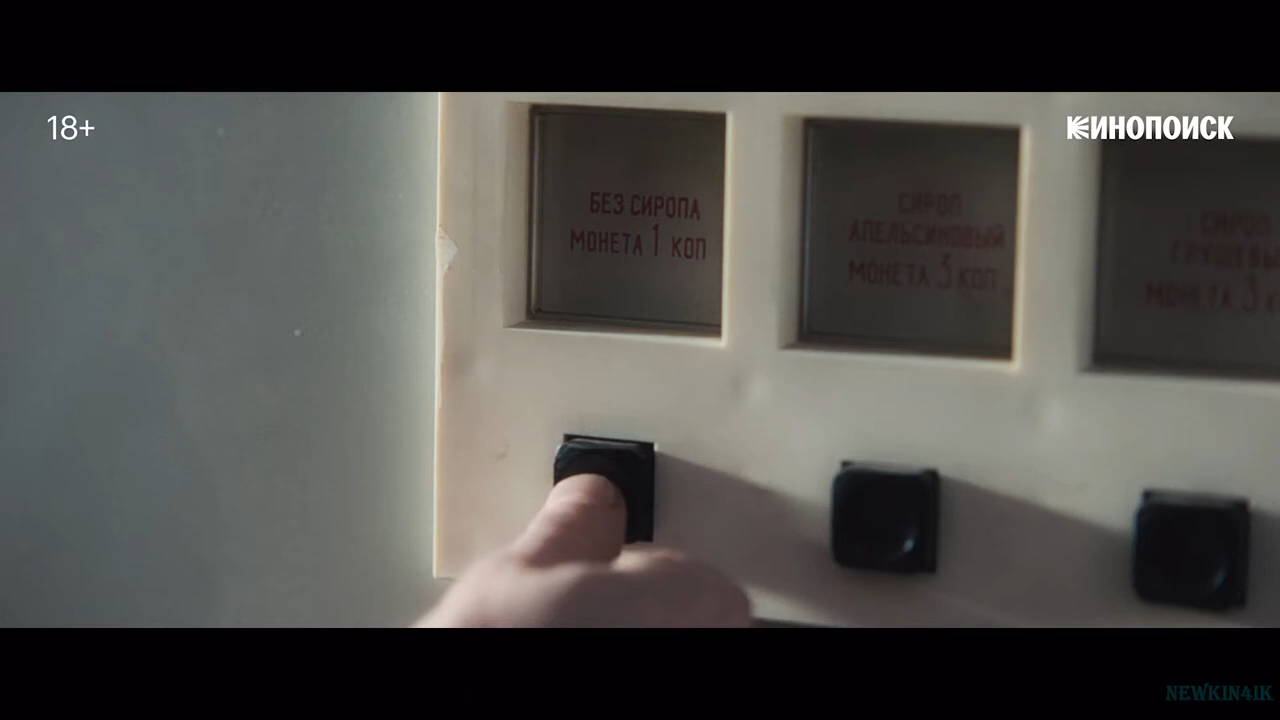 18+
КИНОПОИСК
БЕЗ СИРОПА
МОНЕТА 1 КОП
СИРОП
АПЕЛЬСИНОВЫЙ
МОНЕТА 3 КОП
СИРОП
МОНЕТА 3
NEWKIN4IK